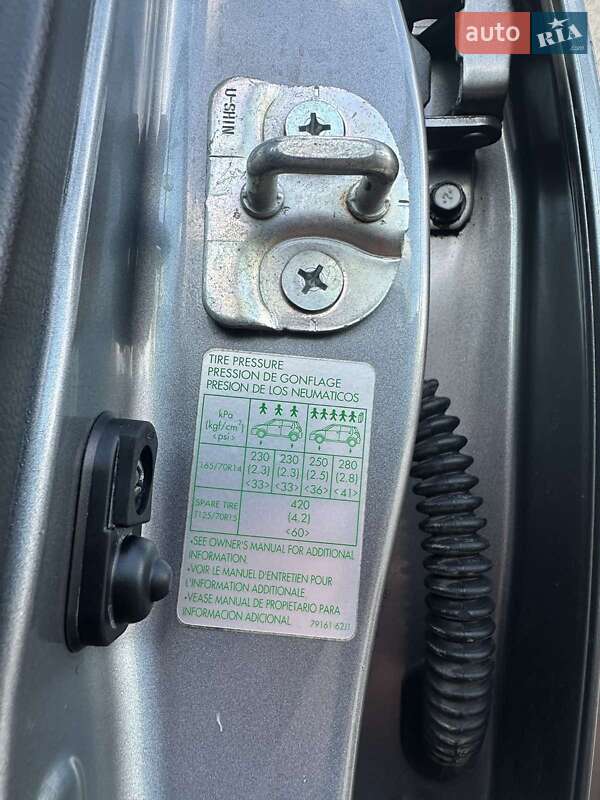 auto RIA .com
U-SHIN
TIRE PRESSURE
PRESSION DE GONFLAGE
PRESION DE LOS NEUMATICOS
kPa
(kgf/cm²)
<psi>
165/70R14 230 230 250 280
(2.3) (2.3) (2.5) (2.8)
<33> <33> <36> <41>
SPARE TIRE 420
T125/70R15 (4.2)
<60>
•SEE OWNER'S MANUAL FOR ADDITIONAL
INFORMATION.
•VOIR LE MANUEL D'ENTRETIEN POUR
L'INFORMATION ADDITIONALE
•VEASE MANUAL DE PROPIETARIO PARA
INFORMACION ADICIONAL
79161-62J1